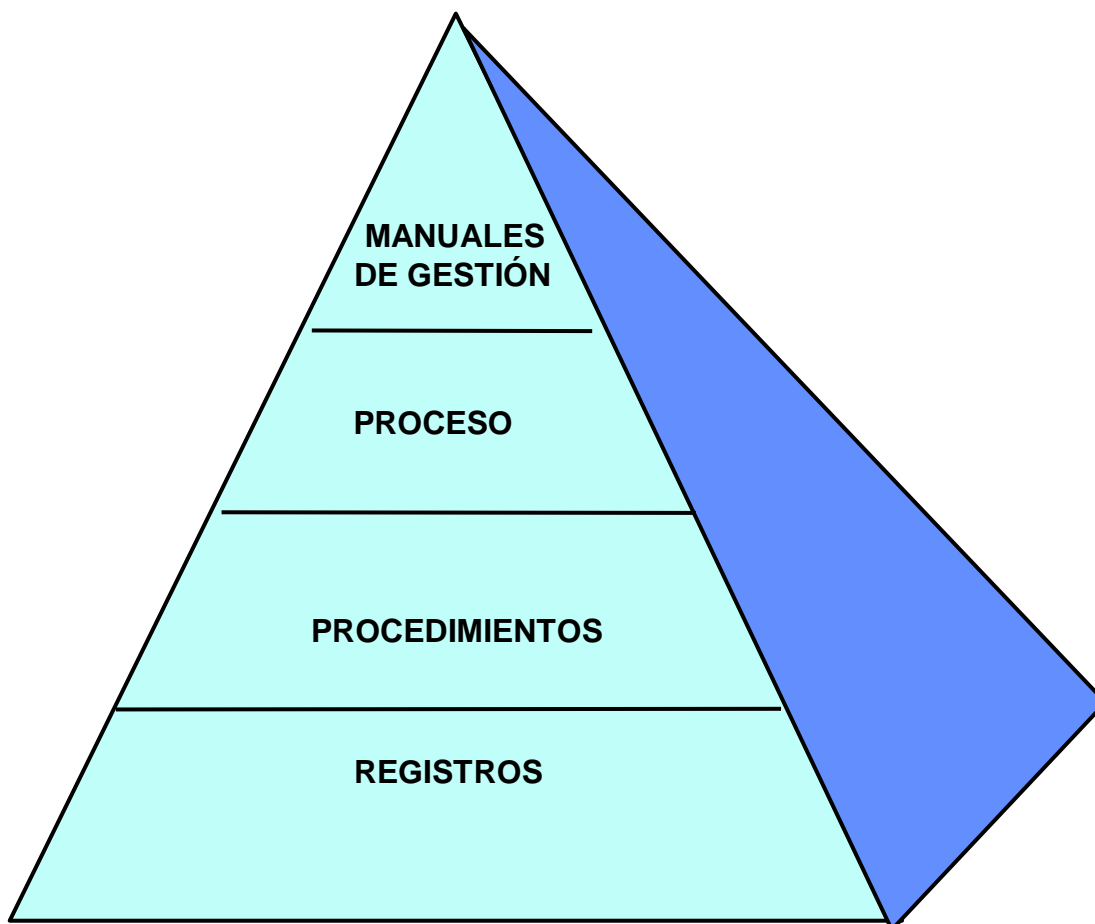 MANUALES
DE GESTIÓN
PROCESO
PROCEDIMIENTOS
REGISTROS